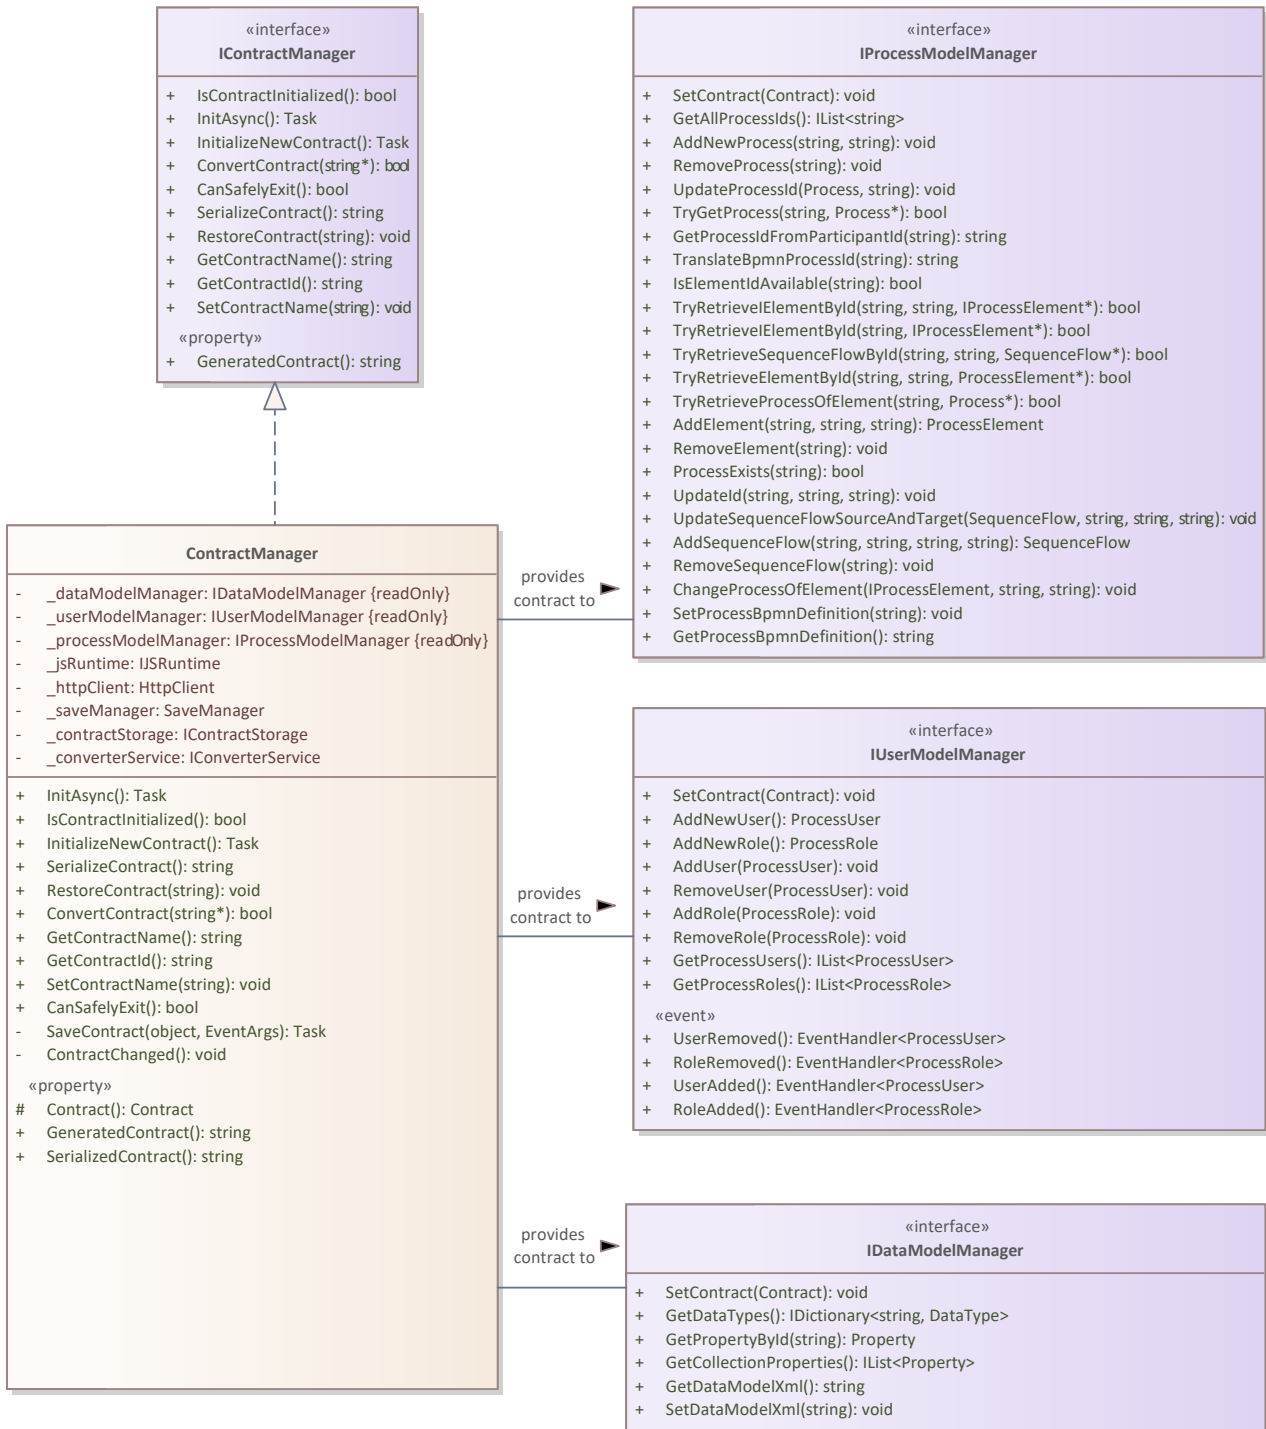 «interface»
IContractManager
+ IsContractInitialized(): bool
+ InitAsync(): Task
+ InitializeNewContract(): Task
+ ConvertContract(string*): bool
+ CanSafelyExit(): bool
+ SerializeContract(): string
+ RestoreContract(string): void
+ GetContractName(): string
+ GetContractId(): string
+ SetContractName(string): void
«property»
+ GeneratedContract(): string
«interface»
IProcessModelManager
+ SetContract(Contract): void
+ GetAllProcessIds(): IList<string>
+ AddNewProcess(string, string): void
+ RemoveProcess(string): void
+ UpdateProcessId(Process, string): void
+ TryGetProcess(string, Process*): bool
+ GetProcessIdFromParticipantId(string): string
+ TranslateBpmnProcessId(string): string
+ IsElementIdAvailable(string): bool
+ TryRetrieveIElementById(string, string, IProcessElement*): bool
+ TryRetrieveIElementById(string, IProcessElement*): bool
+ TryRetrieveSequenceFlowById(string, string, SequenceFlow*): bool
+ TryRetrieveElementById(string, string, ProcessElement*): bool
+ TryRetrieveProcessOfElement(string, Process*): bool
+ AddElement(string, string, string): ProcessElement
+ RemoveElement(string): void
+ ProcessExists(string): bool
+ UpdateId(string, string, string): void
+ UpdateSequenceFlowSourceAndTarget(SequenceFlow, string, string, string): void
+ AddSequenceFlow(string, string, string, string): SequenceFlow
+ RemoveSequenceFlow(string): void
+ ChangeProcessOfElement(IProcessElement, string, string): void
+ SetProcessBpmnDefinition(string): void
+ GetProcessBpmnDefinition(): string
ContractManager
- _dataModelManager: IDataModelManager {readOnly}
- _userModelManager: IUserModelManager {readOnly}
- _processModelManager: IProcessModelManager {readOnly}
- _jsRuntime: IJSRuntime
- _httpClient: HttpClient
- _saveManager: SaveManager
- _contractStorage: IContractStorage
- _converterService: IConverterService
+ InitAsync(): Task
+ IsContractInitialized(): bool
+ InitializeNewContract(): Task
+ SerializeContract(): string
+ RestoreContract(string): void
+ ConvertContract(string*): bool
+ GetContractName(): string
+ GetContractId(): string
+ SetContractName(string): void
+ CanSafelyExit(): bool
- SaveContract(object, EventArgs): Task
- ContractChanged(): void
«property»
# Contract(): Contract
+ GeneratedContract(): string
+ SerializedContract(): string
provides
contract to
provides
contract to
provides
contract to
«interface»
IUserModelManager
+ SetContract(Contract): void
+ AddNewUser(): ProcessUser
+ AddNewRole(): ProcessRole
+ AddUser(ProcessUser): void
+ RemoveUser(ProcessUser): void
+ AddRole(ProcessRole): void
+ RemoveRole(ProcessRole): void
+ GetProcessUsers(): IList<ProcessUser>
+ GetProcessRoles(): IList<ProcessRole>
«event»
+ UserRemoved(): EventHandler<ProcessUser>
+ RoleRemoved(): EventHandler<ProcessRole>
+ UserAdded(): EventHandler<ProcessUser>
+ RoleAdded(): EventHandler<ProcessRole>
«interface»
IDataModelManager
+ SetContract(Contract): void
+ GetDataTypes(): IDictionary<string, DataType>
+ GetPropertyById(string): Property
+ GetCollectionProperties(): IList<Property>
+ GetDataModelXml(): string
+ SetDataModelXml(string): void